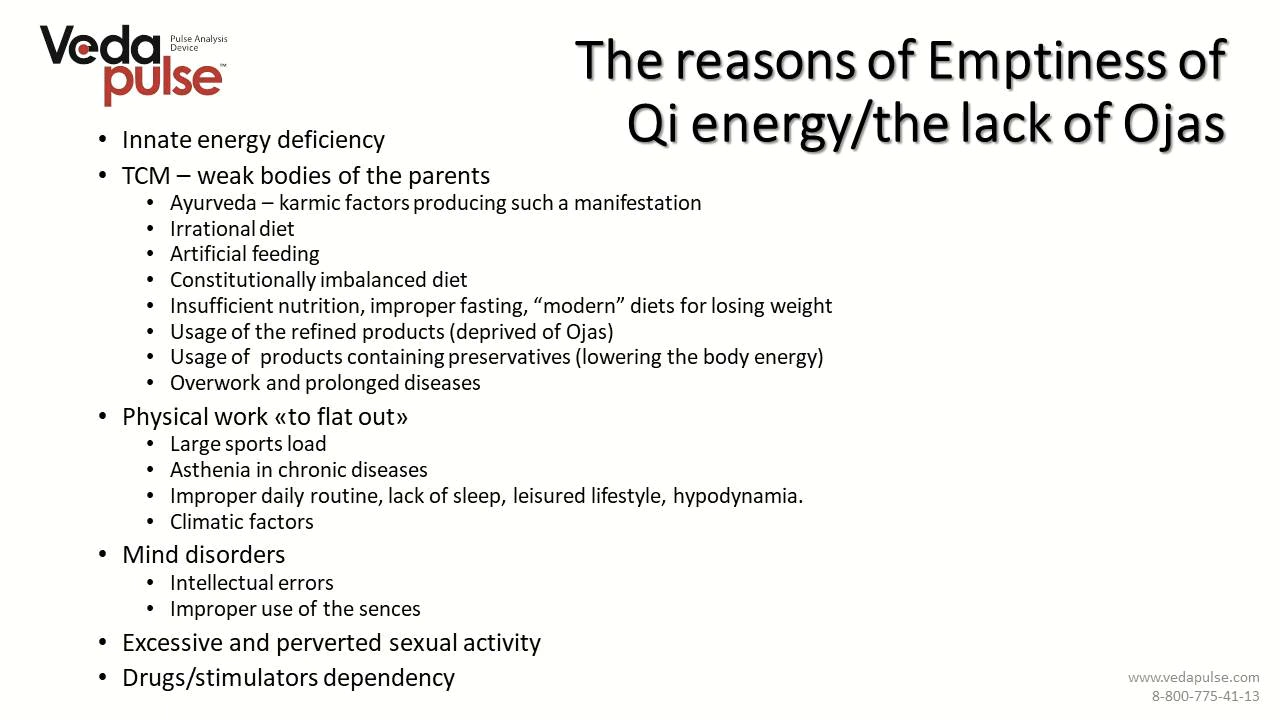 Veda
pulse™
Pulse Analysis
Device
The reasons of Emptiness of
Qi energy/the lack of Ojas
• Innate energy deficiency
• TCM – weak bodies of the parents
• Ayurveda – karmic factors producing such a manifestation
• Irrational diet
• Artificial feeding
• Constitutionally imbalanced diet
• Insufficient nutrition, improper fasting, “modern” diets for losing weight
• Usage of the refined products (deprived of Ojas)
• Usage of  products containing preservatives (lowering the body energy)
• Overwork and prolonged diseases
• Physical work «to flat out»
• Large sports load
• Asthenia in chronic diseases
• Improper daily routine, lack of sleep, leisured lifestyle, hypodynamia.
• Climatic factors
• Mind disorders
• Intellectual errors
• Improper use of the sences
• Excessive and perverted sexual activity
• Drugs/stimulators dependency
www.vedapulse.com
8-800-775-41-13